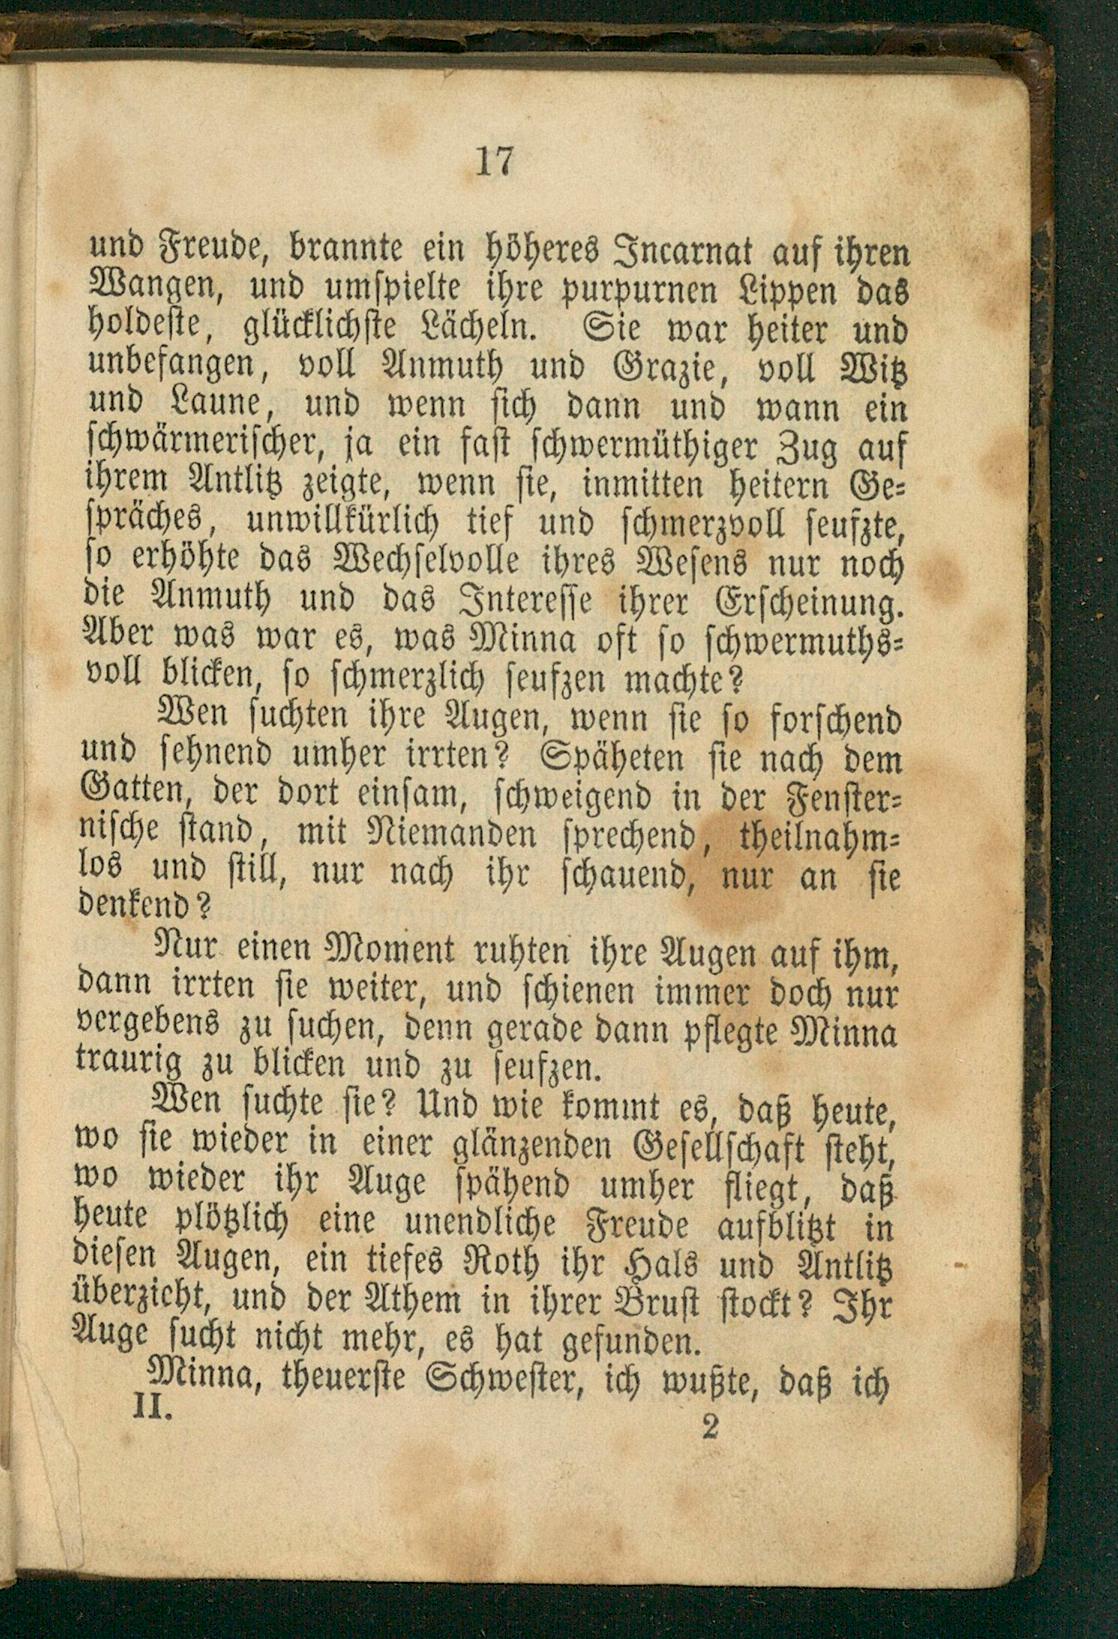 17
und Freude, brannte ein höheres Incarnat auf ihren
Wangen, und umspielte ihre purpurnen Lippen das
holdeste, glücklichste Lächeln. Sie war heiter und
unbefangen, voll Anmuth und Grazie, voll Witz
und Laune, und wenn sich dann und wann ein
schwärmerischer, ja ein fast schwermüthiger Zug auf
ihrem Antlitz zeigte, wenn sie, inmitten heitern Ge-
spräches, unwillkürlich tief und schmerzvoll seufzte,
so erhöhte das Wechselvolle ihres Wesens nur noch
die Anmuth und das Interesse ihrer Erscheinung.
Aber was war es, was Minna oft so schwermuths-
voll blicken, so schmerzlich seufzen machte?
Wen suchten ihre Augen, wenn sie so forschend
und sehnend umher irrten? Späheten sie nach dem
Gatten, der dort einsam, schweigend in der Fenster-
nische stand, mit Niemanden sprechend, theilnahm-
los und still, nur nach ihr schauend, nur an sie
denkend?
Nur einen Moment ruhten ihre Augen auf ihm,
dann irrten sie weiter, und schienen immer doch nur
vergebens zu suchen, denn gerade dann pflegte Minna
traurig zu blicken und zu seufzen.
Wen suchte sie? Und wie kommt es, daß heute,
wo sie wieder in einer glänzenden Gesellschaft steht,
wo wieder ihr Auge spähend umher fliegt, daß
heute plötzlich eine unendliche Freude aufblitzt in
diesen Augen, ein tiefes Roth ihr Hals und Antlitz
überzieht, und der Athem in ihrer Brust stockt? Ihr
Auge sucht nicht mehr, es hat gefunden.
Minna, theuerste Schwester, ich wußte, daß ich
II. 2